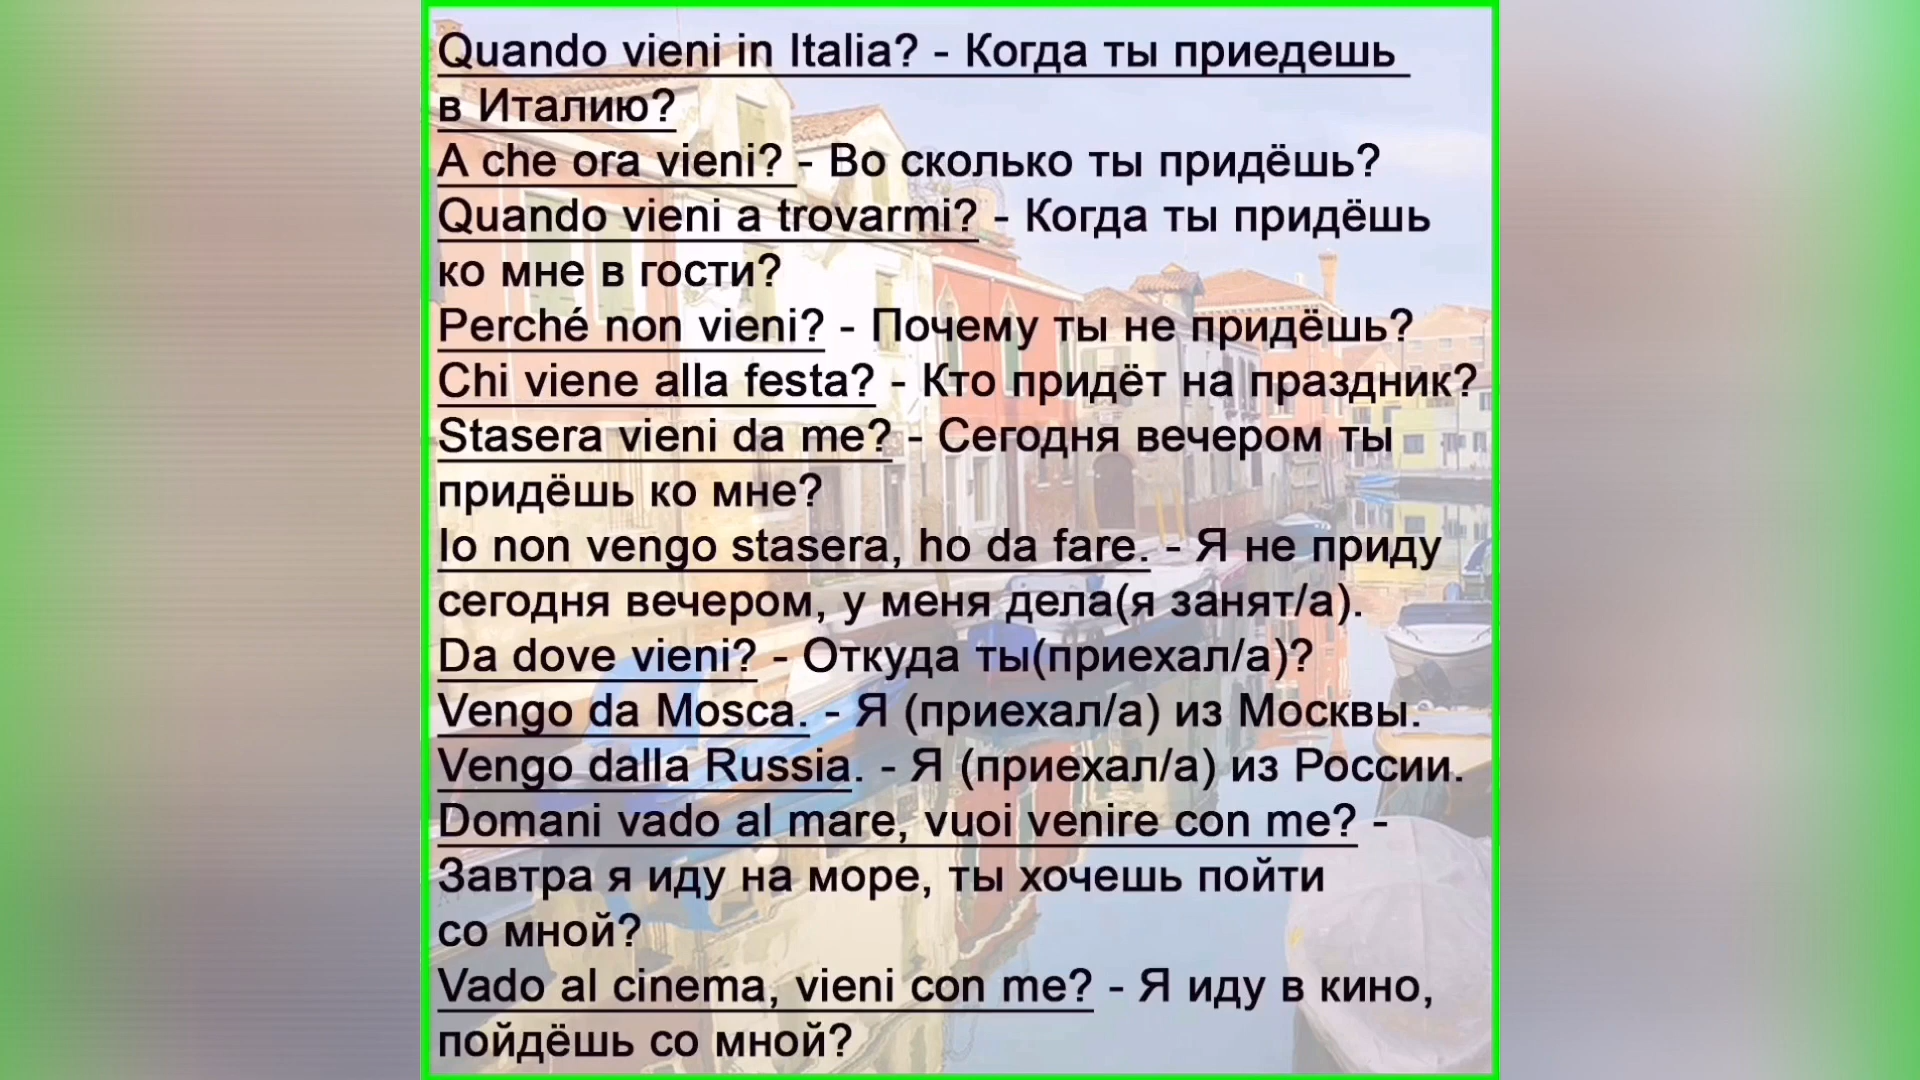 Quando vieni in Italia? - Когда ты приедешь
в Италию?
A che ora vieni? - Во сколько ты придёшь?
Quando vieni a trovarmi? - Когда ты придёшь
ко мне в гости?
Perché non vieni? - Почему ты не придёшь?
Chi viene alla festa? - Кто придёт на праздник?
Stasera vieni da me? - Сегодня вечером ты
придёшь ко мне?
Io non vengo stasera, ho da fare. - Я не приду
сегодня вечером, у меня дела(я занят/а).
Da dove vieni? - Откуда ты(приехал/а)?
Vengo da Mosca. - Я (приехал/а) из Москвы.
Vengo dalla Russia. - Я (приехал/а) из России.
Domani vado al mare, vuoi venire con me? -
Завтра я иду на море, ты хочешь пойти
со мной?
Vado al cinema, vieni con me? - Я иду в кино,
пойдёшь со мной?